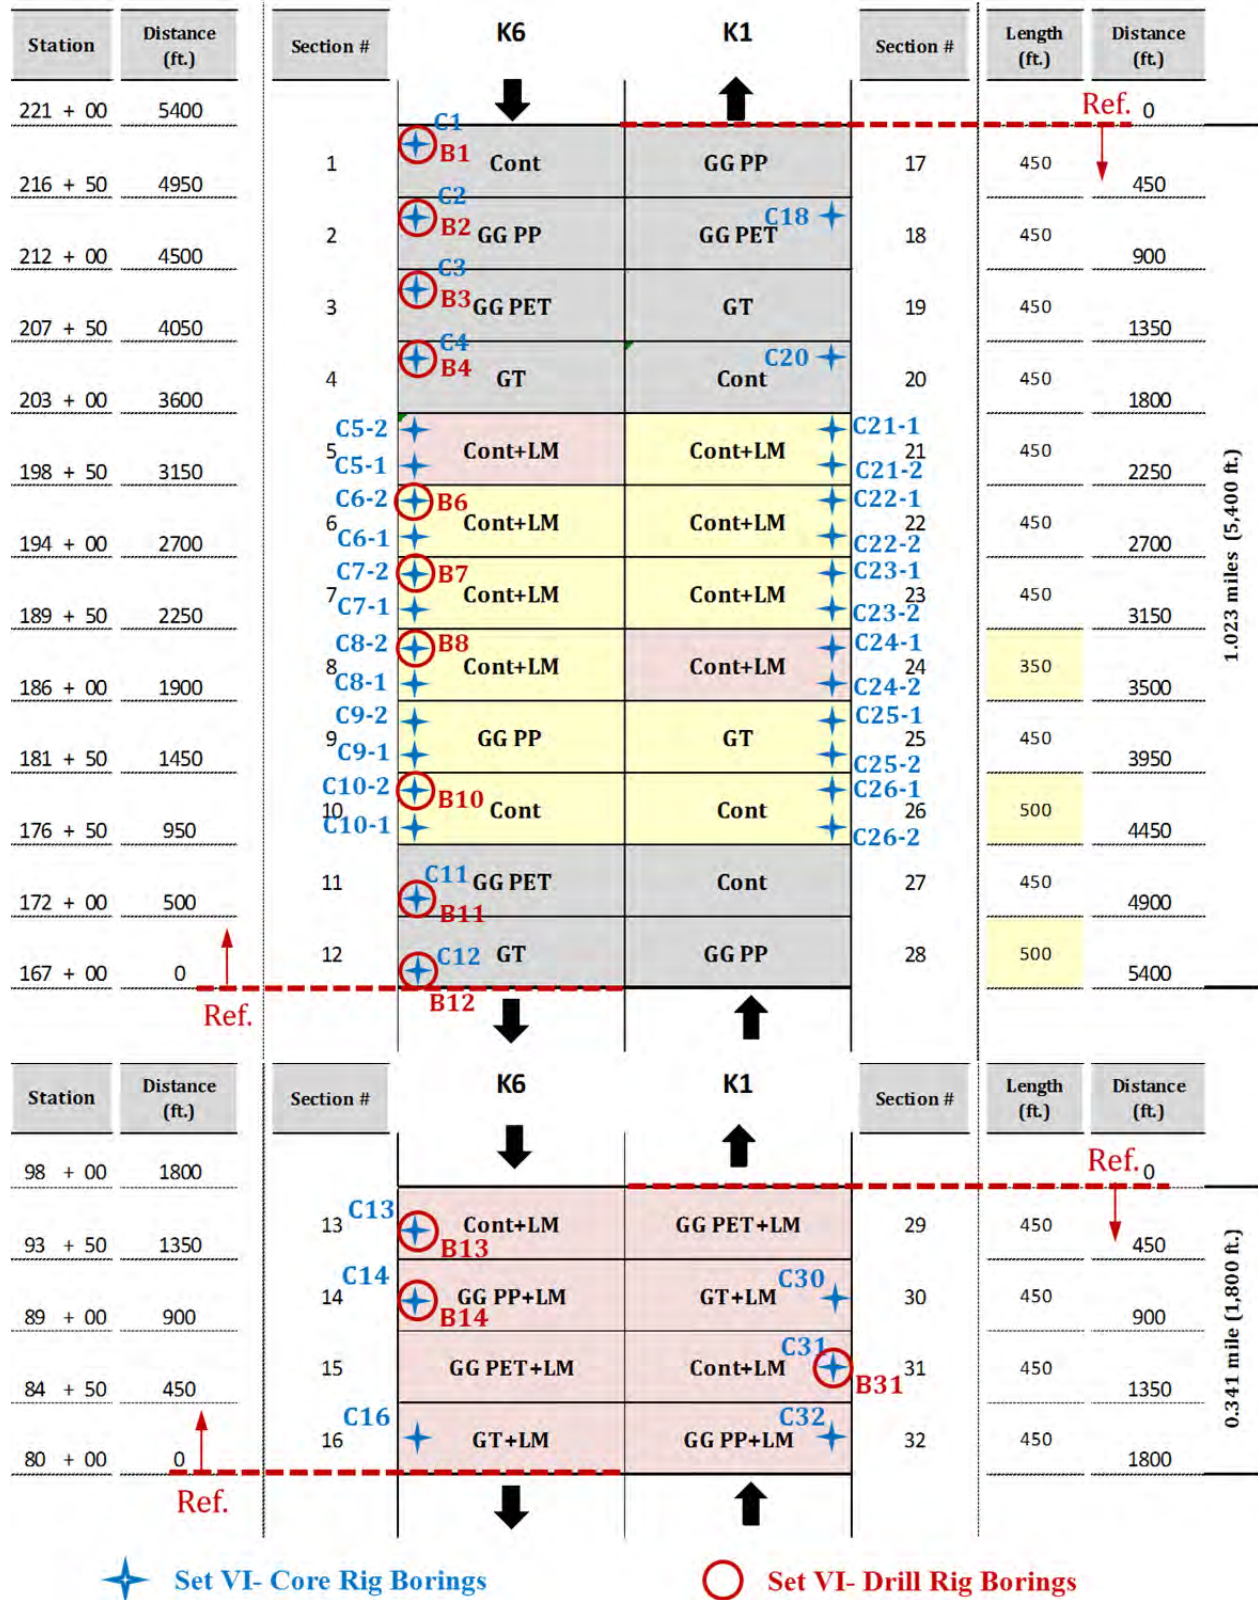 Station Distance (ft.) Section # K6 K1 Section # Length (ft.) Distance (ft.)
221 + 00 5400 Ref. 0
C1
1 B1 Cont GG PP 17 450
216 + 50 4950 450
C2 C18
2 B2 GG PP GG PET 18 450
212 + 00 4500 900
C3
3 B3 GG PET GT 19 450
207 + 50 4050 1350
C4 C20
4 B4 GT Cont 20 450
203 + 00 3600 1800
C5-2 C21-1
5 Cont+LM Cont+LM 21 450
C5-1 C21-2
198 + 50 3150 2250
C6-2 B6 C22-1
6 Cont+LM Cont+LM 22 450
C6-1 C22-2
194 + 00 2700 2700
C7-2 B7 C23-1
7 Cont+LM Cont+LM 23 450
C7-1 C23-2
189 + 50 2250 3150
C8-2 B8 C24-1
8 Cont+LM Cont+LM 24 350
C8-1 C24-2
186 + 00 1900 3500
C9-2 C25-1
9 GG PP GT 25 450
C9-1 C25-2
181 + 50 1450 3950
C10-2 B10 C26-1
10 Cont Cont 26 500
C10-1 C26-2
176 + 50 950 4450
11 C11 GG PET Cont 27 450
B11
172 + 00 500 4900
12 C12 GT GG PP 28 500
167 + 00 0 5400
Ref. B12
1.023 miles (5,400 ft.)
Station Distance (ft.) Section # K6 K1 Section # Length (ft.) Distance (ft.)
98 + 00 1800 Ref. 0
13 C13 Cont+LM GG PET+LM 29 450
B13
93 + 50 1350 450
C14 C30
14 GG PP+LM GT+LM 30 450
B14
89 + 00 900 900
C31
15 GG PET+LM Cont+LM 31 450
B31
84 + 50 450 1350
C16 C32
16 GT+LM GG PP+LM 32 450
80 + 00 0 1800
Ref.
0.341 mile (1,800 ft.)
Set VI- Core Rig Borings Set VI- Drill Rig Borings